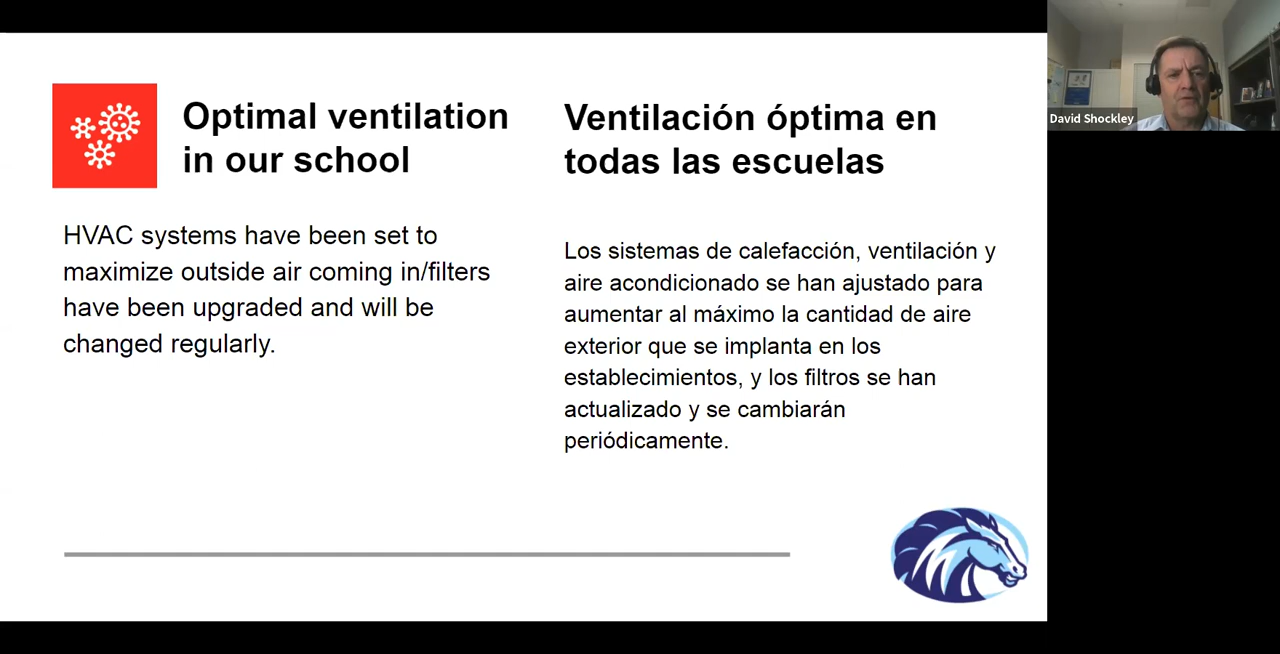 Optimal ventilation
in our school
HVAC systems have been set to
maximize outside air coming in/filters
have been upgraded and will be
changed regularly.
Ventilación óptima en
todas las escuelas
Los sistemas de calefacción, ventilación y
aire acondicionado se han ajustado para
aumentar al máximo la cantidad de aire
exterior que se implanta en los
establecimientos, y los filtros se han
actualizado y se cambiarán
periódicamente.
David Shockley